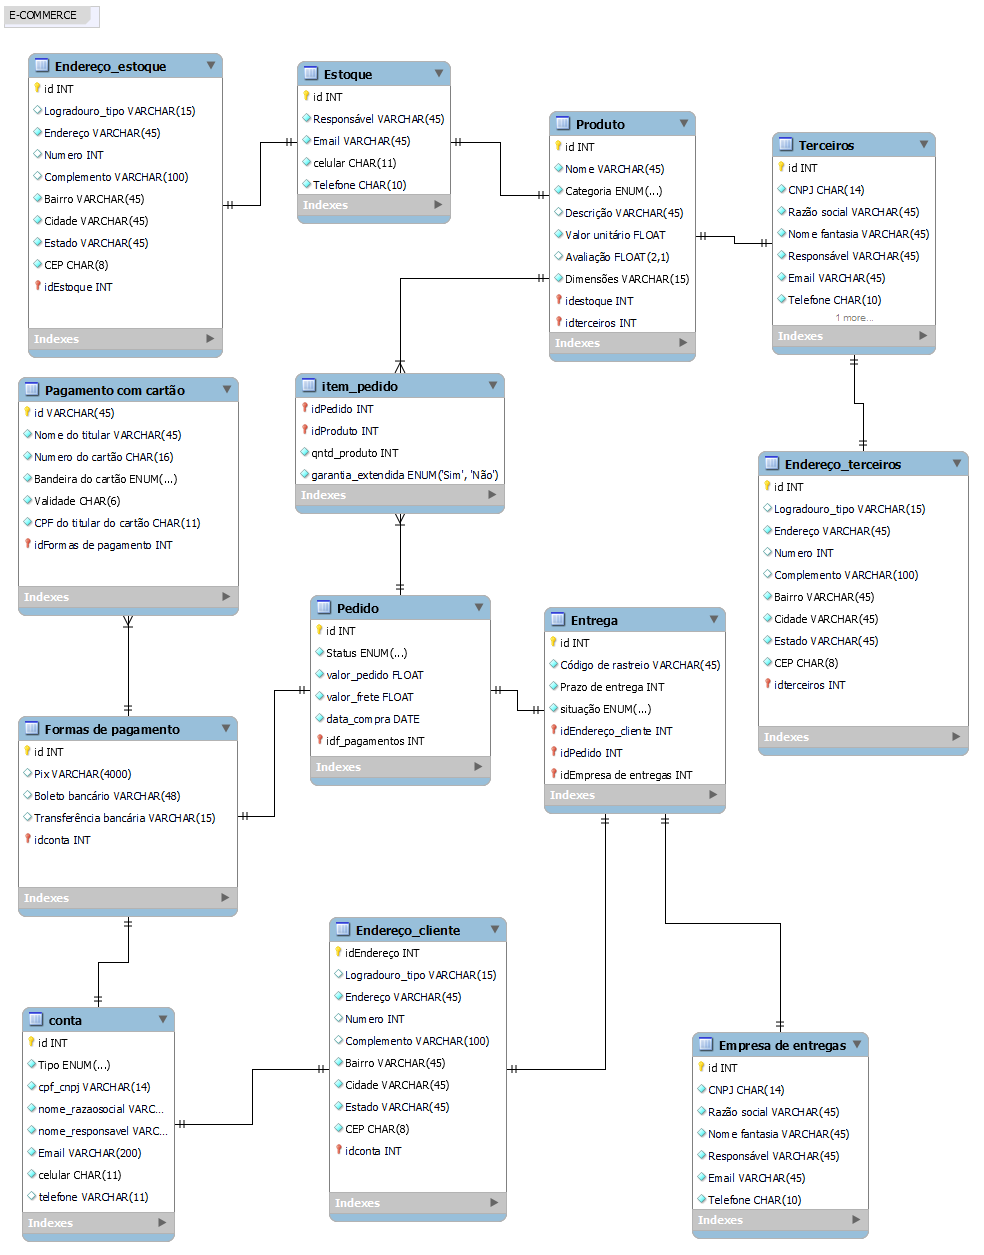 E-COMMERCE
Endereço_estoque
id INT
Logradouro_tipo VARCHAR(15)
Endereço VARCHAR(45)
Numero INT
Complemento VARCHAR(100)
Bairro VARCHAR(45)
Cidade VARCHAR(45)
Estado VARCHAR(45)
CEP CHAR(8)
idEstoque INT
Indexes
Estoque
id INT
Responsável VARCHAR(45)
Email VARCHAR(45)
celular CHAR(11)
Telefone CHAR(10)
Indexes
Produto
id INT
Nome VARCHAR(45)
Categoria ENUM(...)
Descrição VARCHAR(45)
Valor unitário FLOAT
Avaliação FLOAT(2,1)
Dimensões VARCHAR(15)
idestoque INT
idterceiros INT
Indexes
Terceiros
id INT
CNPJ CHAR(14)
Razão social VARCHAR(45)
Nome fantasia VARCHAR(45)
Responsável VARCHAR(45)
Email VARCHAR(45)
Telefone CHAR(10)
1 more...
Indexes
Pagamento com cartão
id VARCHAR(45)
Nome do titular VARCHAR(45)
Numero do cartão CHAR(16)
Bandeira do cartão ENUM(...)
Validade CHAR(6)
CPF do titular do cartão CHAR(11)
idFormas de pagamento INT
Indexes
item_pedido
idPedido INT
idProduto INT
qntd_produto INT
garantia_extendida ENUM('Sim', 'Não')
Indexes
Endereço_terceiros
id INT
Logradouro_tipo VARCHAR(15)
Endereço VARCHAR(45)
Numero INT
Complemento VARCHAR(100)
Bairro VARCHAR(45)
Cidade VARCHAR(45)
Estado VARCHAR(45)
CEP CHAR(8)
idterceiros INT
Indexes
Pedido
id INT
Status ENUM(...)
valor_pedido FLOAT
valor_frete FLOAT
data_compra DATE
idf_pagamentos INT
Indexes
Entrega
id INT
Código de rastreio VARCHAR(45)
Prazo de entrega INT
situação ENUM(...)
idEndereço_cliente INT
idPedido INT
idEmpresa de entregas INT
Indexes
Formas de pagamento
id INT
Pix VARCHAR(4000)
Boleto bancário VARCHAR(48)
Transferência bancária VARCHAR(15)
idconta INT
Indexes
Endereço_cliente
idEndereço INT
Logradouro_tipo VARCHAR(15)
Endereço VARCHAR(45)
Numero INT
Complemento VARCHAR(100)
Bairro VARCHAR(45)
Cidade VARCHAR(45)
Estado VARCHAR(45)
CEP CHAR(8)
idconta INT
Indexes
conta
id INT
Tipo ENUM(...)
cpf_cnpj VARCHAR(14)
nome_razaosocial VARC...
nome_responsavel VARC...
Email VARCHAR(200)
celular CHAR(11)
telefone VARCHAR(11)
Indexes
Empresa de entregas
id INT
CNPJ CHAR(14)
Razão social VARCHAR(45)
Nome fantasia VARCHAR(45)
Responsável VARCHAR(45)
Email VARCHAR(45)
Telefone CHAR(10)
Indexes